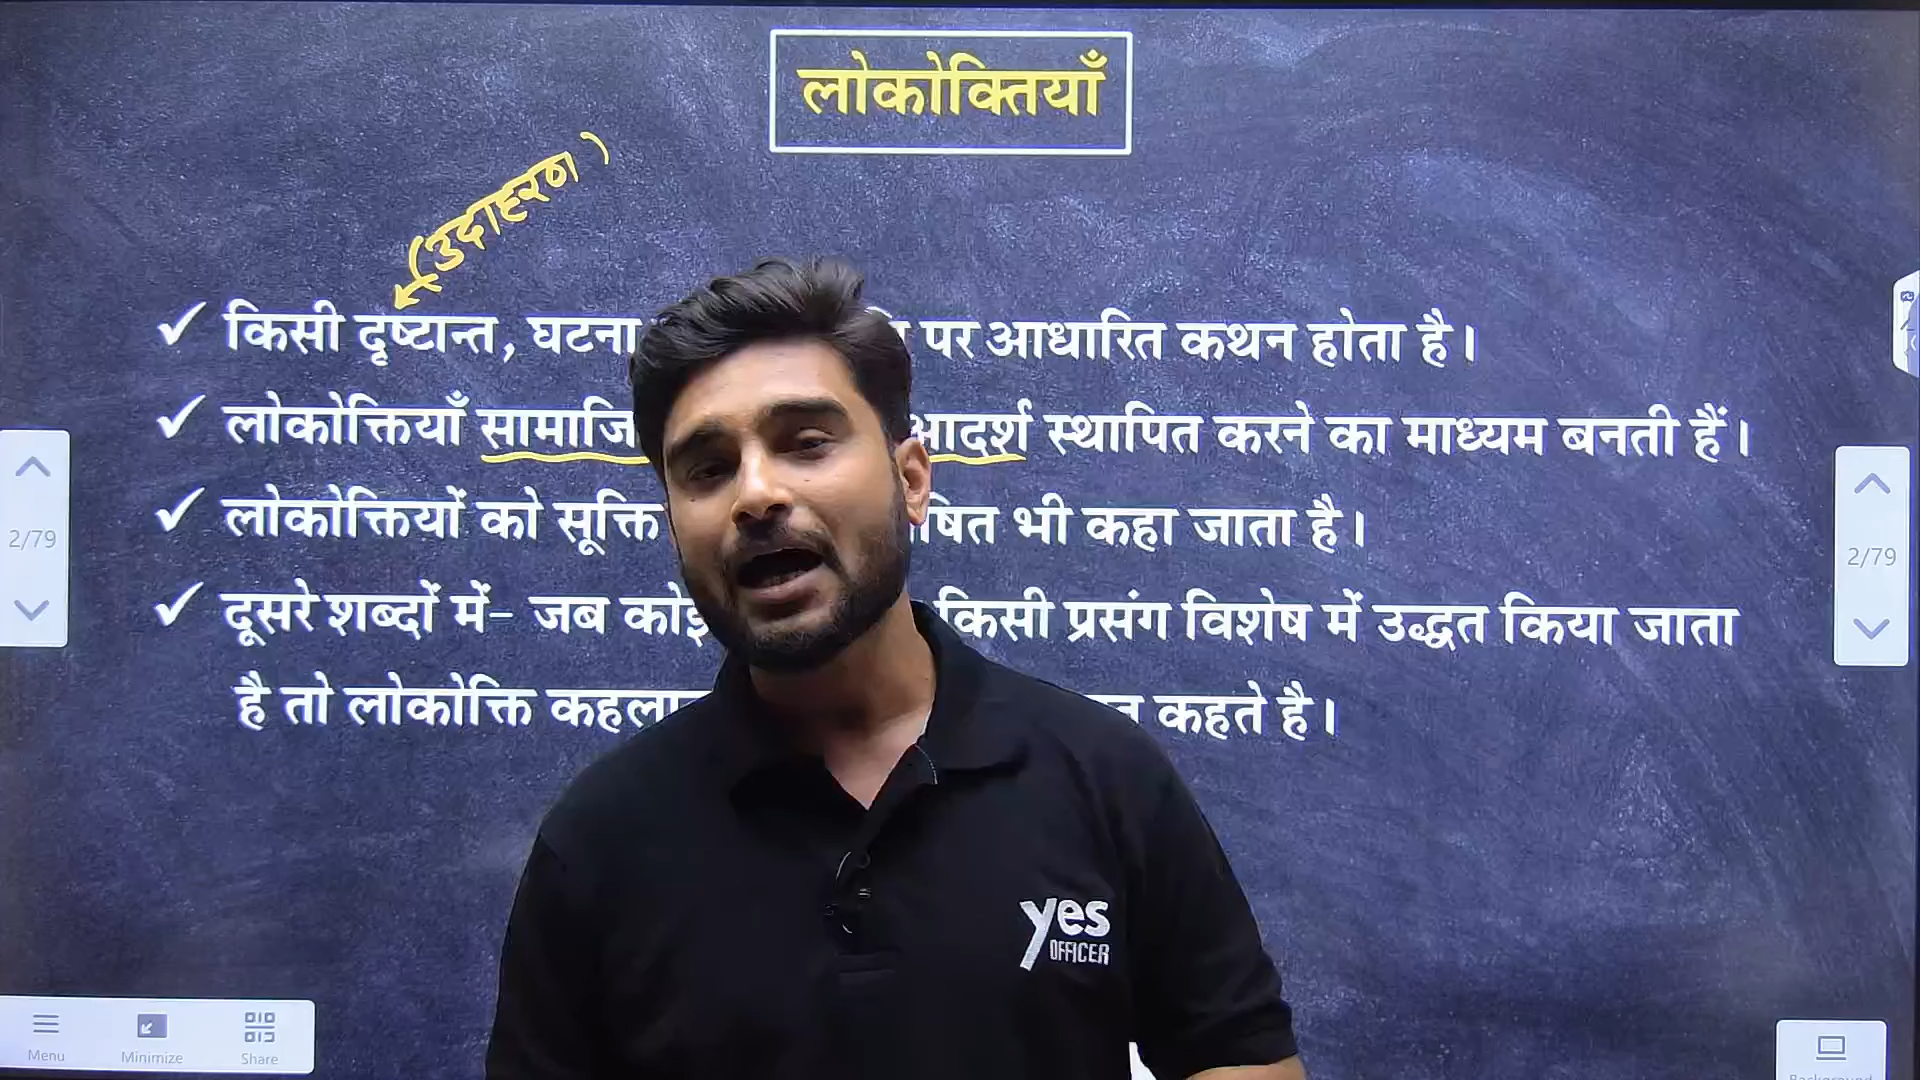 लोकोक्तियाँ
(उदाहरण)
✓ किसी दृष्टान्त, घटना पर आधारित कथन होता है।
✓ लोकोक्तियाँ सामाजि आदर्श स्थापित करने का माध्यम बनती हैं।
✓ लोकोक्तियों को सूक्ति षित भी कहा जाता है।
✓ दूसरे शब्दों में- जब कोई किसी प्रसंग विशेष में उद्धत किया जाता
है तो लोकोक्ति कहला कहते है।
2/79
2/79
yes
OFFICER
Menu Minimize Share